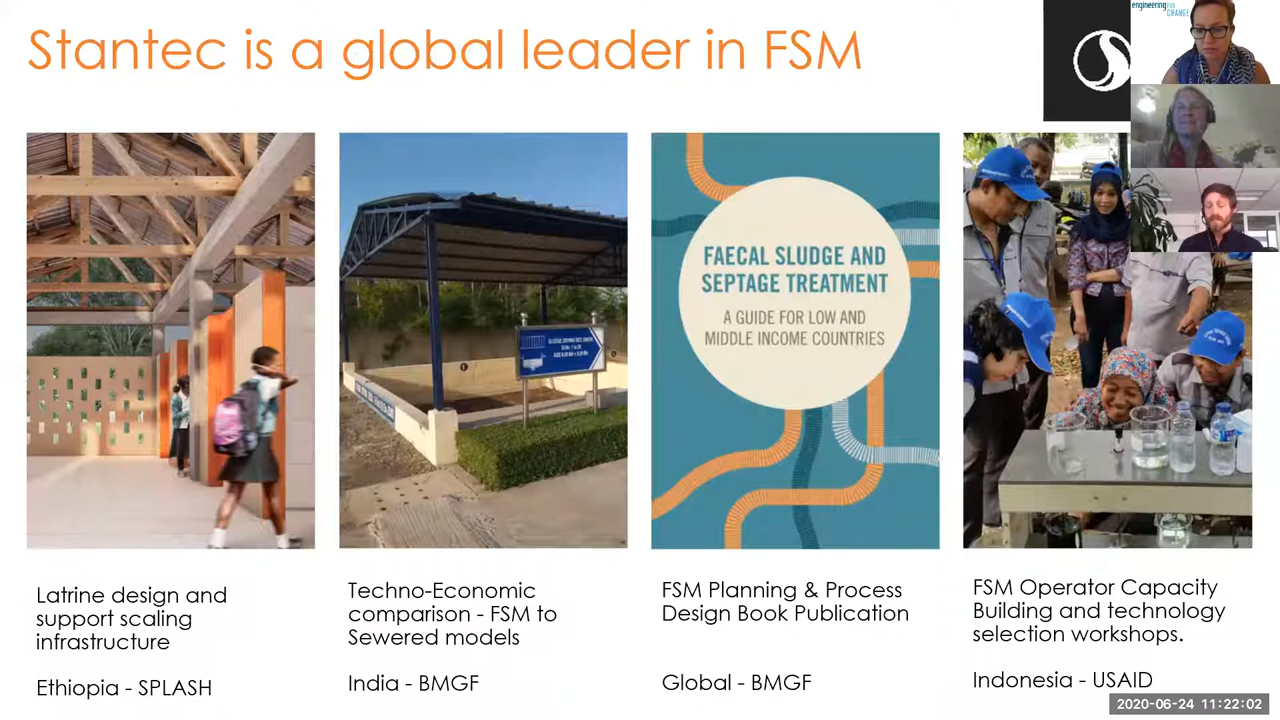 Stantec is a global leader in FSM
engineering FOR
CHANGE
FAECAL SLUDGE AND
SEPTAGE TREATMENT
A GUIDE FOR LOW AND
MIDDLE INCOME COUNTRIES
Latrine design and
support scaling
infrastructure
Ethiopia - SPLASH
Techno-Economic
comparison - FSM to
Sewered models
India - BMGF
FSM Planning & Process
Design Book Publication
Global - BMGF
FSM Operator Capacity
Building and technology
selection workshops.
Indonesia - USAID
2020-06-24 11:22:02